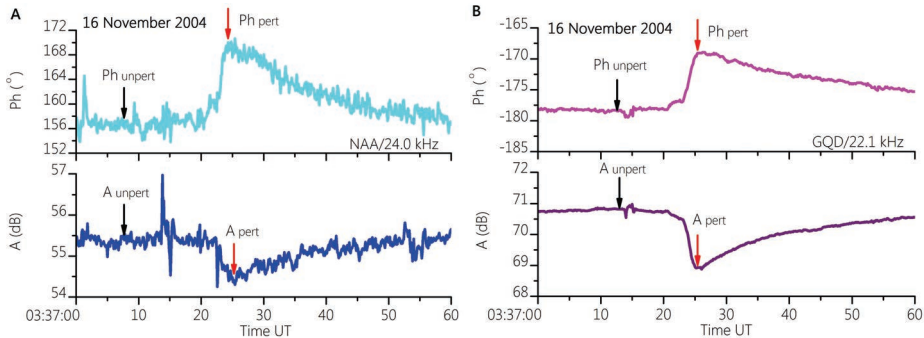 A
16 November 2004
Ph pert
Ph unpert
Ph (°)
172
168
164
160
156
152
NAA/24.0 kHz
A unpert
A pert
A (dB)
57
56
55
54
03:37:00 10 20 30 40 50 60
Time UT
B
16 November 2004
Ph pert
Ph unpert
Ph (°)
-165
-170
-175
-180
-185
GQD/22.1 kHz
A unpert
A pert
A (dB)
72
71
70
69
68
03:37:00 10 20 30 40 50 60
Time UT